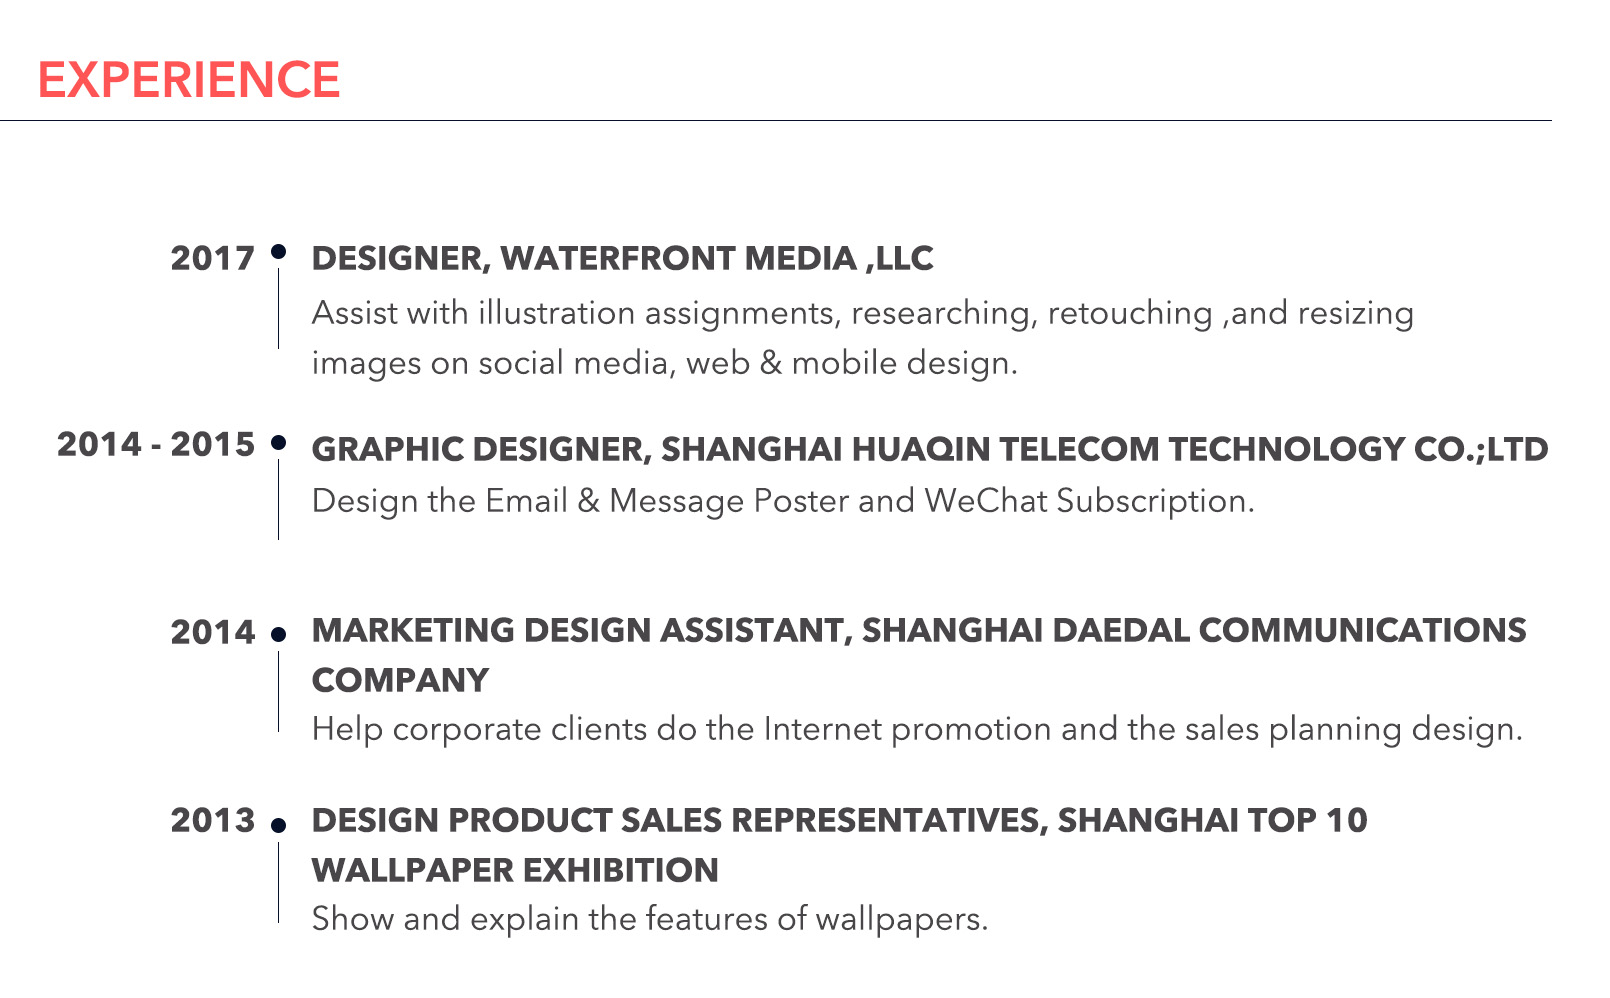 EXPERIENCE
2017 DESIGNER, WATERFRONT MEDIA ,LLC
Assist with illustration assignments, researching, retouching ,and resizing
images on social media, web & mobile design.
2014 - 2015 GRAPHIC DESIGNER, SHANGHAI HUAQIN TELECOM TECHNOLOGY CO.;LTD
Design the Email & Message Poster and WeChat Subscription.
2014 MARKETING DESIGN ASSISTANT, SHANGHAI DAEDAL COMMUNICATIONS
COMPANY
Help corporate clients do the Internet promotion and the sales planning design.
2013 DESIGN PRODUCT SALES REPRESENTATIVES, SHANGHAI TOP 10
WALLPAPER EXHIBITION
Show and explain the features of wallpapers.